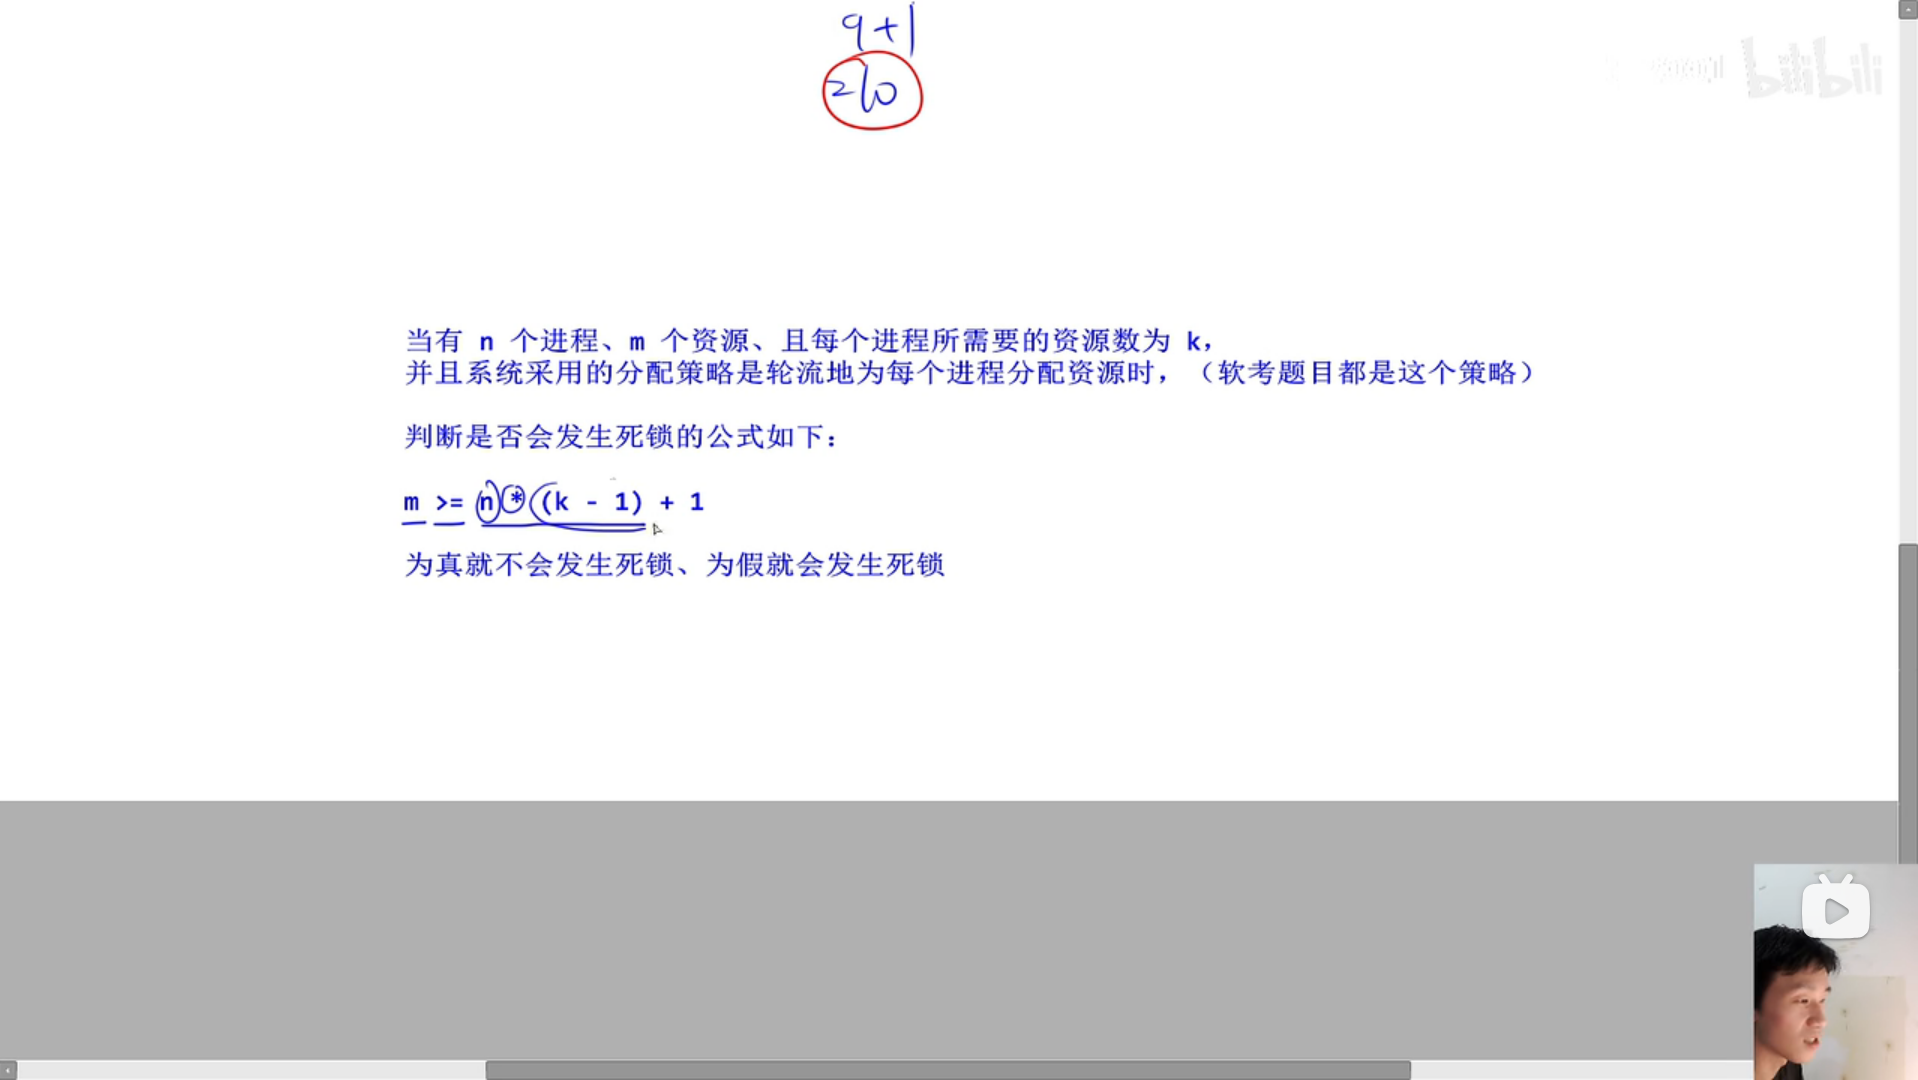 9+1
≥10
bilibili
当有 n 个进程、m 个资源、且每个进程所需要的资源数为 k，
并且系统采用的分配策略是轮流地为每个进程分配资源时，（软考题目都是这个策略）
判断是否会发生死锁的公式如下：
m >= n * (k - 1) + 1
为真就不会发生死锁、为假就会发生死锁